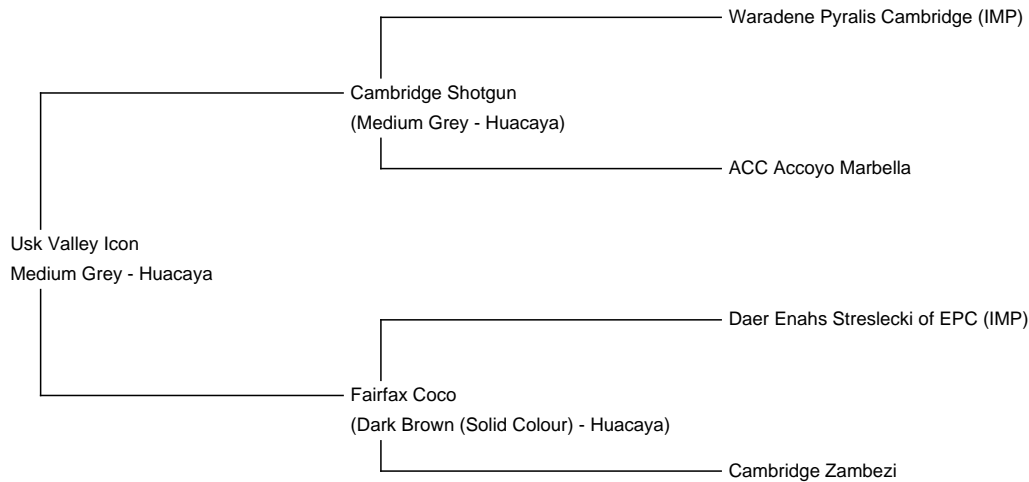 Waradene Pyralis Cambridge (IMP)
Cambridge Shotgun
(Medium Grey - Huacaya)
ACC Accoyo Marbella
Usk Valley Icon
Medium Grey - Huacaya
Daer Enahs Streslecki of EPC (IMP)
Fairfax Coco
(Dark Brown (Solid Colour) - Huacaya)
Cambridge Zambezi